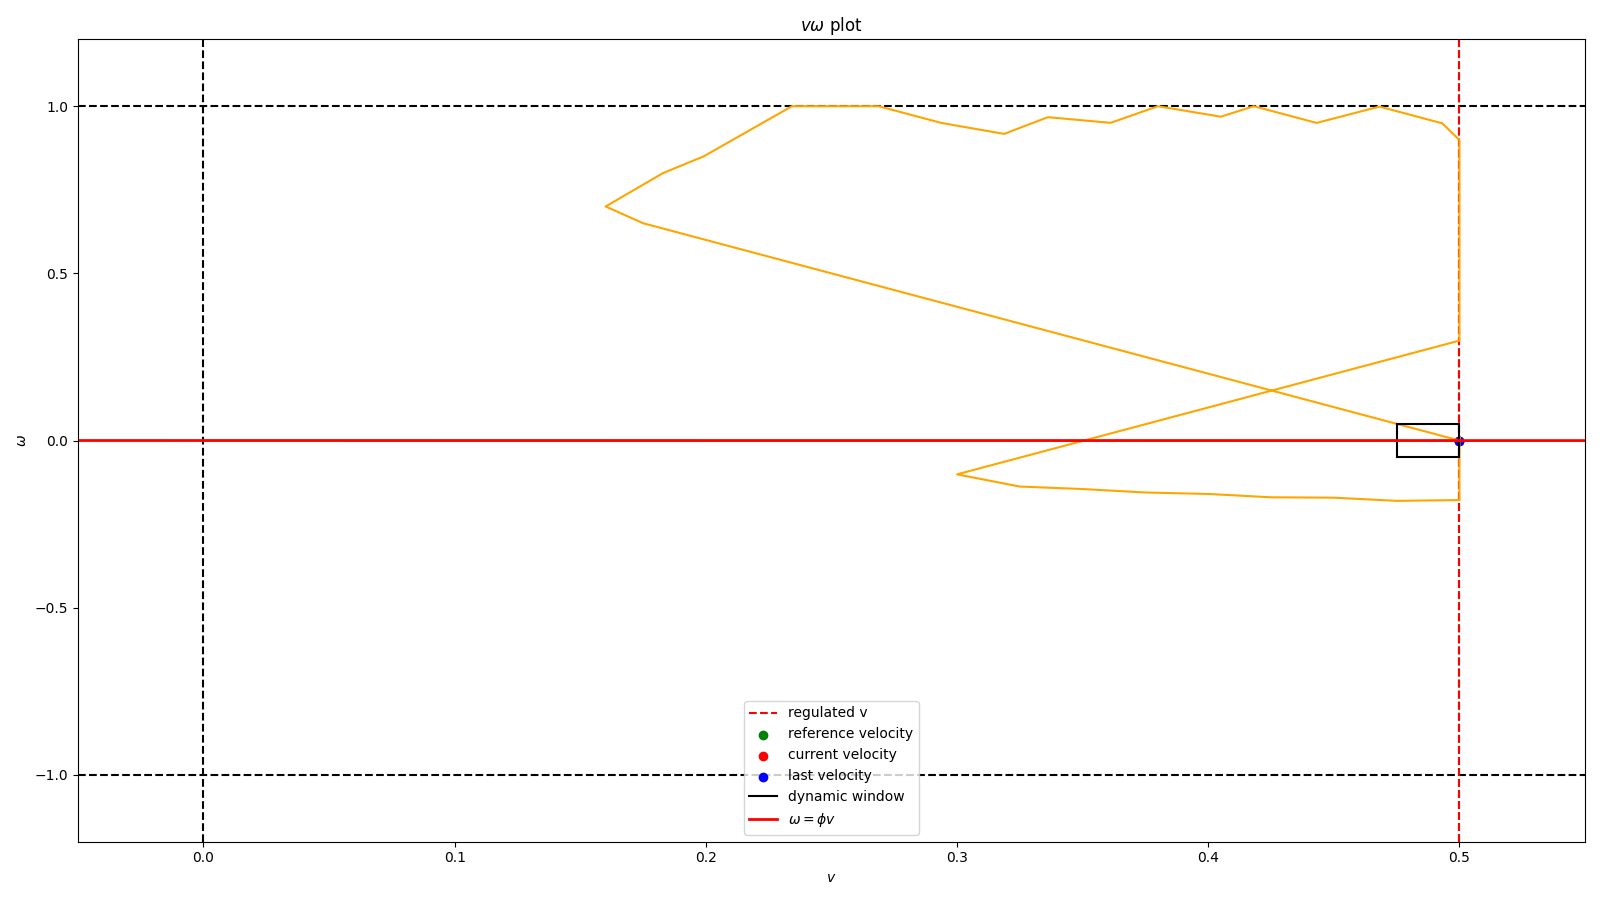 vω plot
1.0
0.5
0.0
−0.5
−1.0
ω
0.0 0.1 0.2 0.3 0.4 0.5
v
regulated v
reference velocity
current velocity
last velocity
dynamic window
ω = ϕv